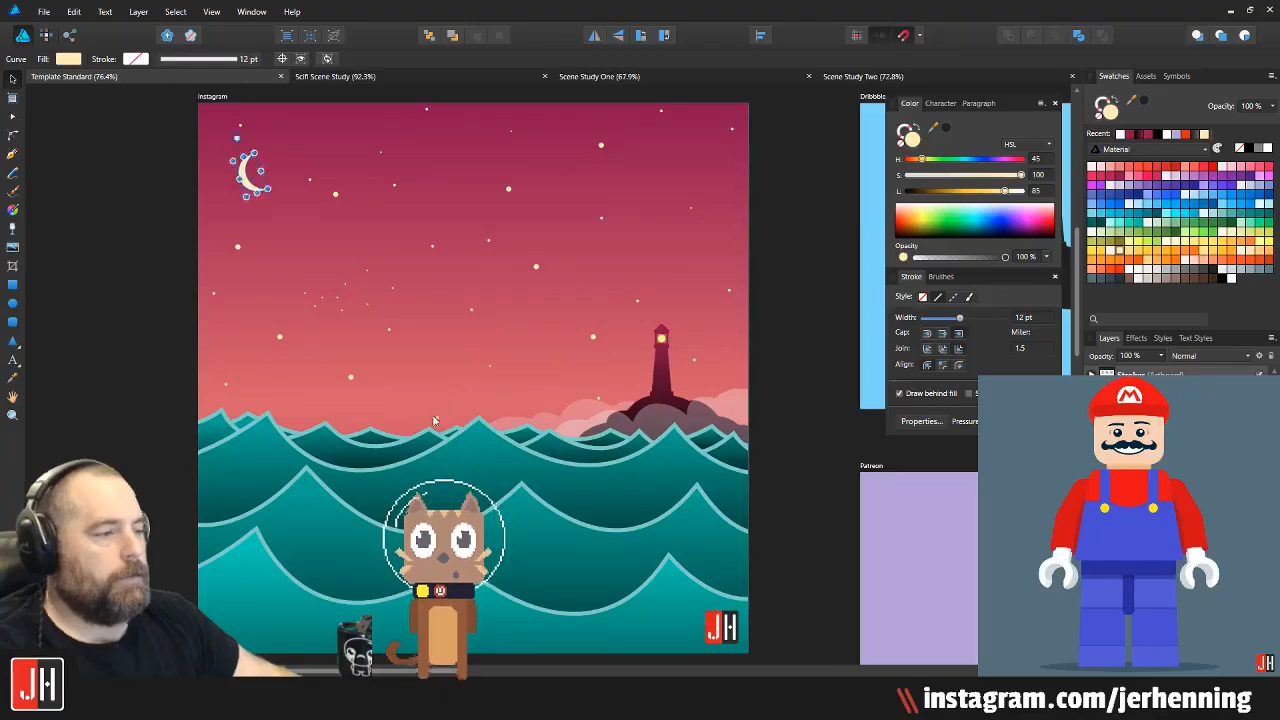 File Edit Text Layer Select View Window Help
Curve Fill: Stroke: 12 pt
Template Standard (76.4%) Scifi Scene Study (92.3%) Scene Study One (67.9%) Scene Study Two (72.8%)
Instagram
Dribbble
Patreon
JH
Color Character Paragraph
HSL
H: 45
S: 100
L: 85
Opacity
100 %
Stroke Brushes
Style:
Width: 12 pt
Cap: Miter:
Join: 1.5
Align:
Draw behind fill
Properties... Pressure
Swatches Assets Symbols
Opacity: 100 %
Recent:
Material
Layers Effects Styles Text Styles
Opacity: 100 % Normal
M
JH
JH
\\ instagram.com/jerhenning